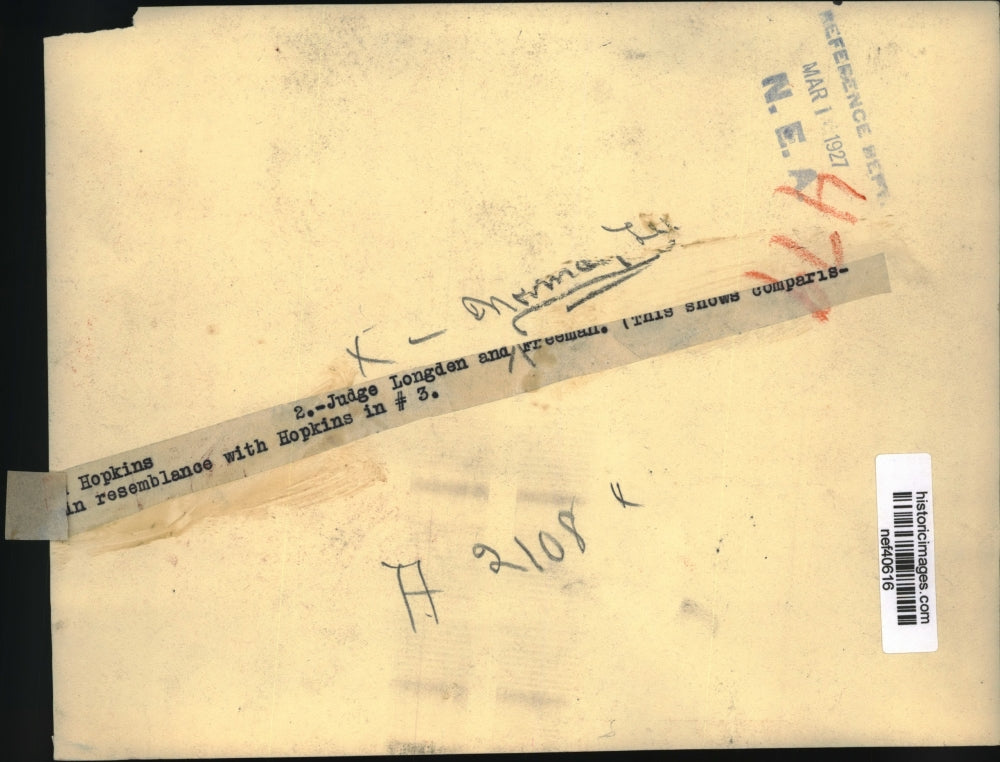 REFERENCE DEPT
MAR 1 1927
N. E. A.
2.-Judge Longden and Freeman. (This shows comparis-
Hopkins
in resemblance with Hopkins in # 3.
2108
historicimages.com
nef40616